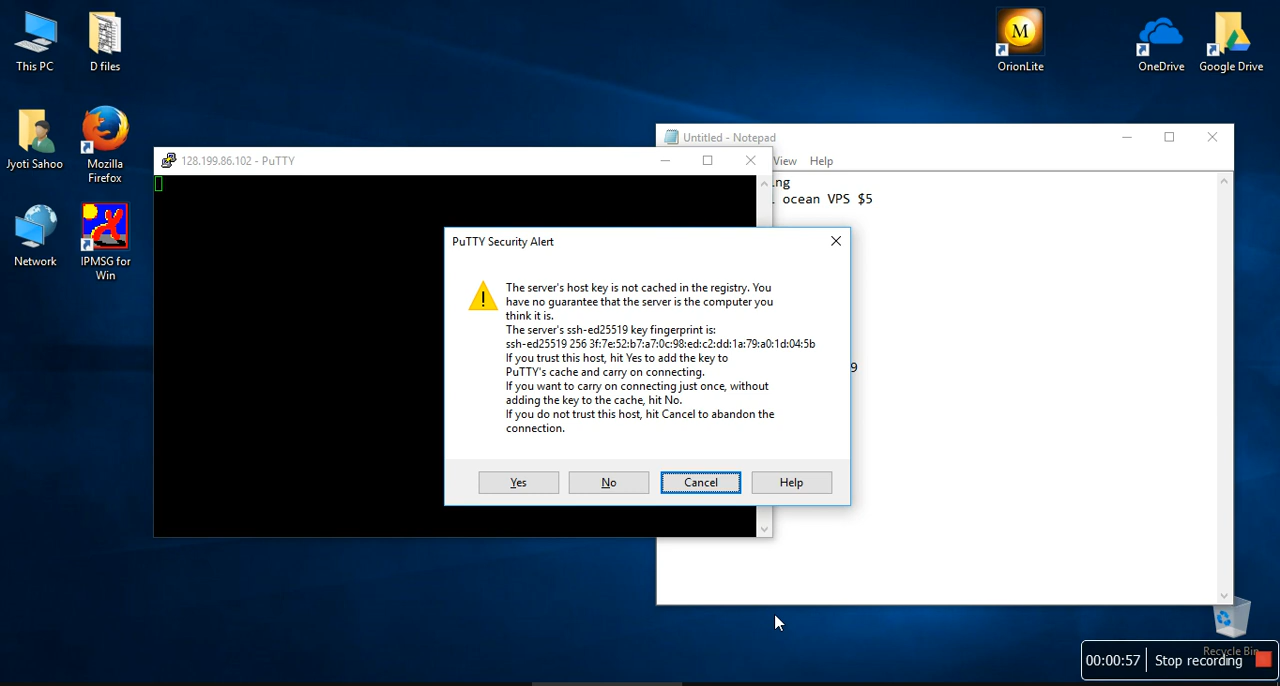 This PC
D files
M
OrionLite
OneDrive
Google Drive
Jyoti Sahoo
Mozilla
Firefox
Network
IPMSG for
Win
Untitled - Notepad
View Help
ng
ocean VPS $5
9
128.199.86.102 - PuTTY
PuTTY Security Alert
!
The server's host key is not cached in the registry. You
have no guarantee that the server is the computer you
think it is.
The server's ssh-ed25519 key fingerprint is:
ssh-ed25519 256 3f:7e:52:b7:a7:0c:98:ed:c2:dd:1a:79:a0:1d:04:5b
If you trust this host, hit Yes to add the key to
PuTTY's cache and carry on connecting.
If you want to carry on connecting just once, without
adding the key to the cache, hit No.
If you do not trust this host, hit Cancel to abandon the
connection.
Yes No Cancel Help
Recycle Bin
00:00:57 Stop recording